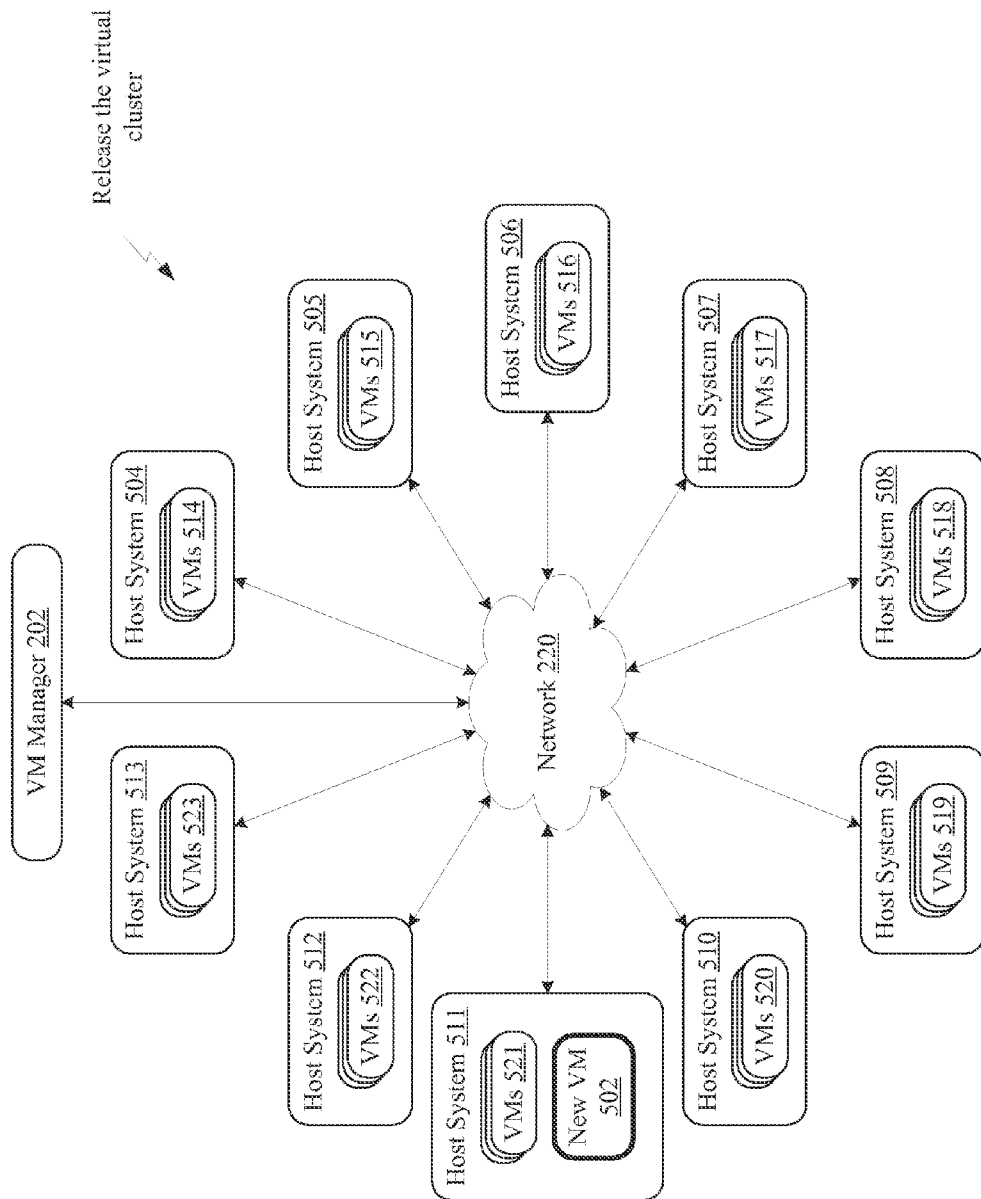 VM Manager 202
Release the virtual
cluster
Host System 513
VMs 523
Host System 504
VMs 514
Host System 512
VMs 522
Host System 505
VMs 515
Host System 511
VMs 521
New VM
502
Network 220
Host System 506
VMs 516
Host System 510
VMs 520
Host System 507
VMs 517
Host System 509
VMs 519
Host System 508
VMs 518